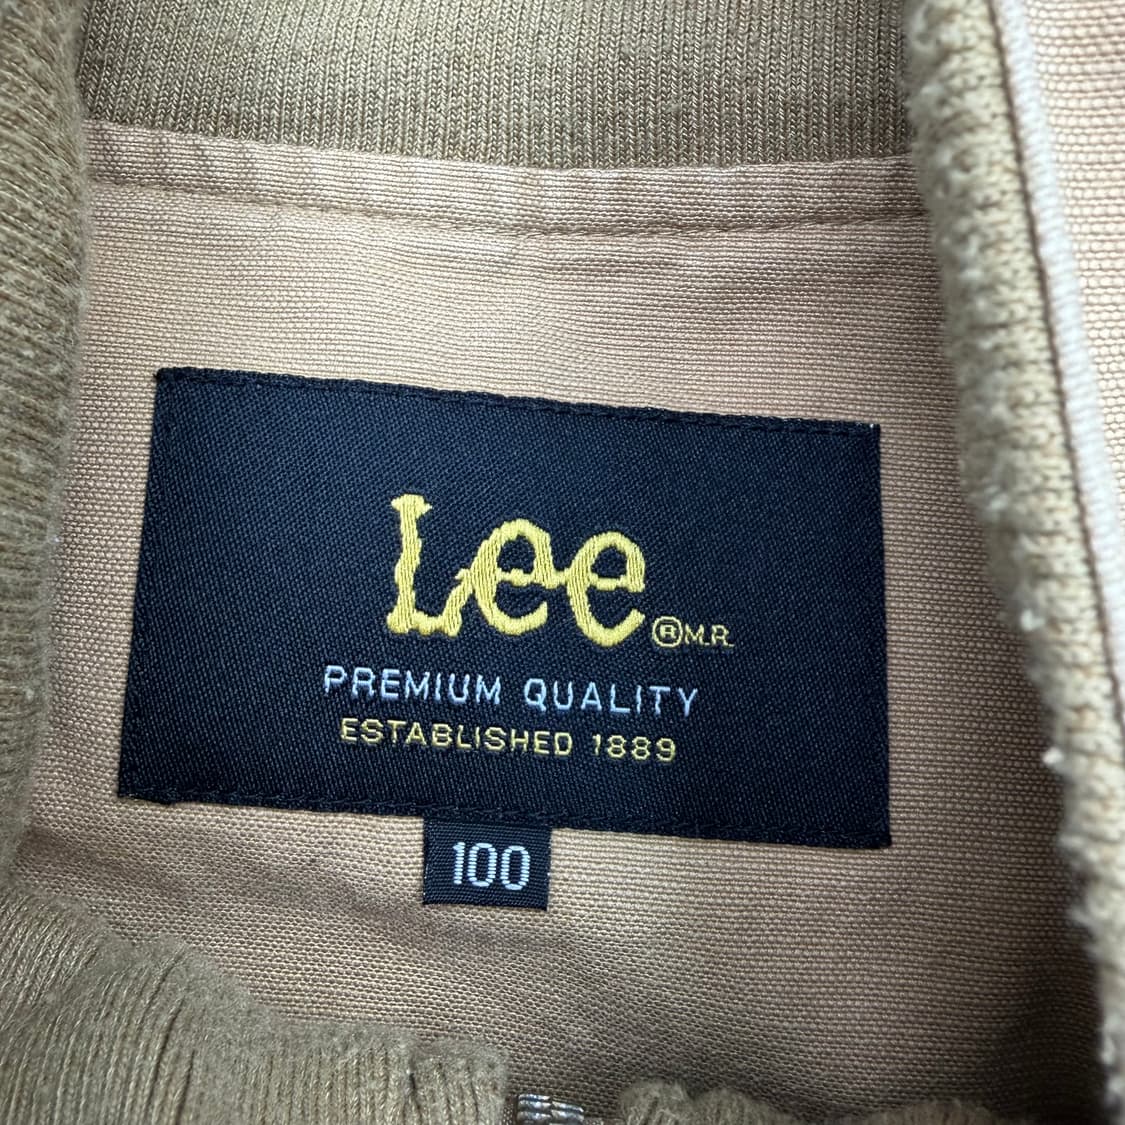 Lee ® M.R.
PREMIUM QUALITY
ESTABLISHED 1889
100